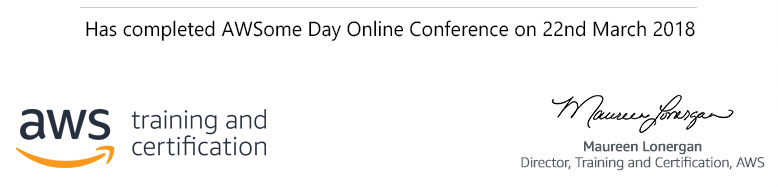 Has completed AWSome Day Online Conference on 22nd March 2018
aws training and
certification
Maureen Lonergan
Maureen Lonergan
Director, Training and Certification, AWS